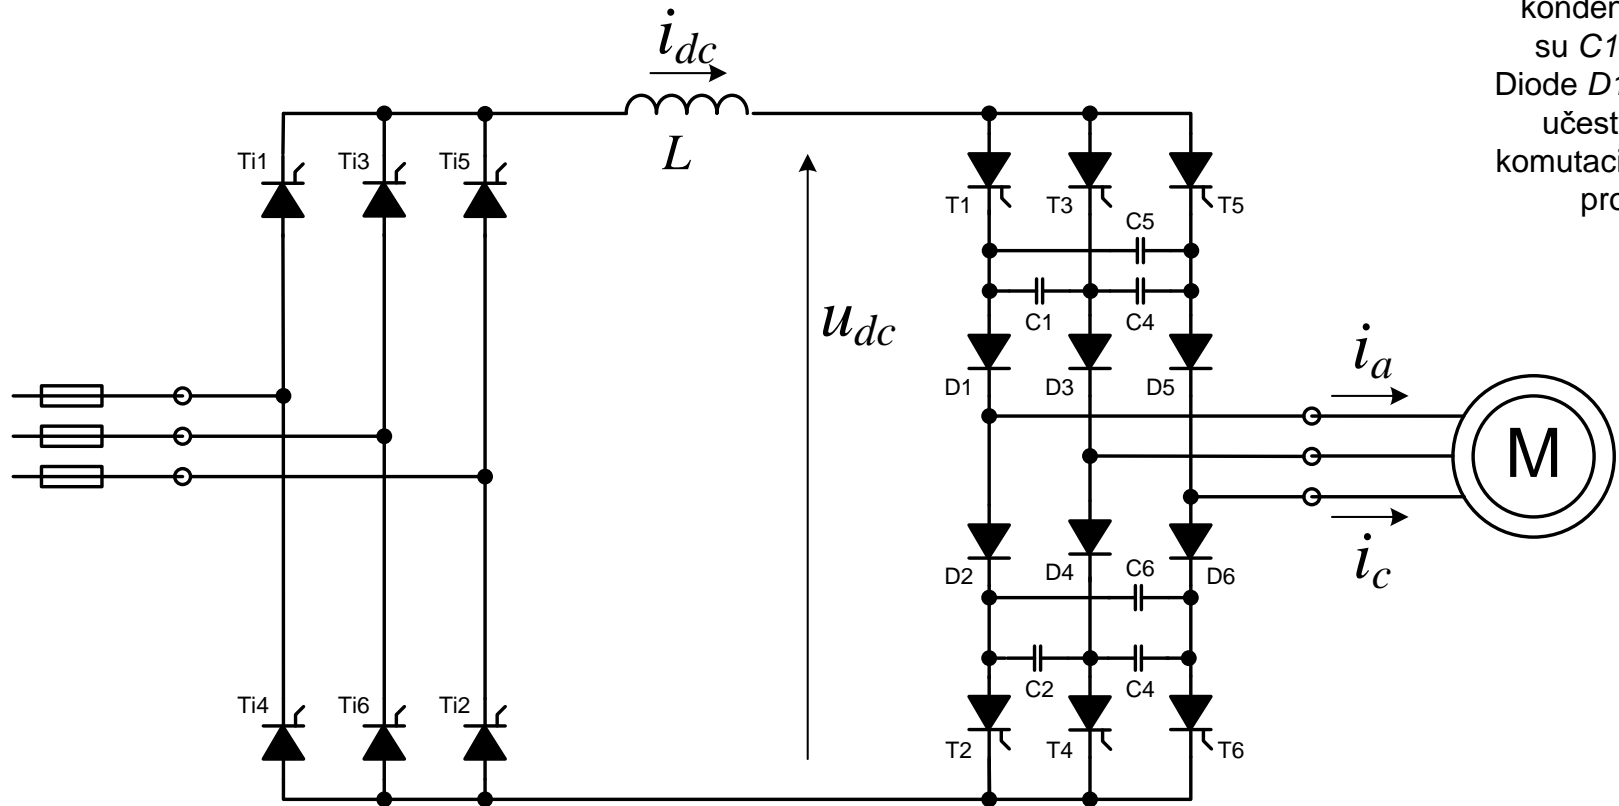 konden
su C1
Diode D1
učest
komutaci
pro
i_dc
L
Ti1 Ti3 Ti5
T1 T3 T5
C5
C1 C4
u_dc
D1 D3 D5
i_a
M
i_c
D2 D4 C6 D6
C2 C4
Ti4 Ti6 Ti2
T2 T4 T6